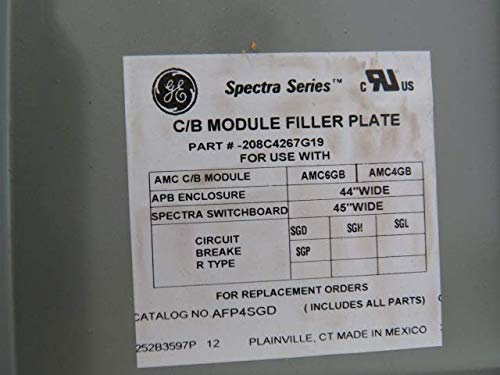 GE Spectra Series™ c RU US
C/B MODULE FILLER PLATE
PART # -208C4267G19
FOR USE WITH
AMC C/B MODULE AMC6GB AMC4GB
APB ENCLOSURE 44"WIDE
SPECTRA SWITCHBOARD 45"WIDE
CIRCUIT SGD SGH SGL
BREAKE SGP
R TYPE
FOR REPLACEMENT ORDERS
CATALOG NO AFP4SGD (INCLUDES ALL PARTS)
252B3597P 12 PLAINVILLE, CT MADE IN MEXICO